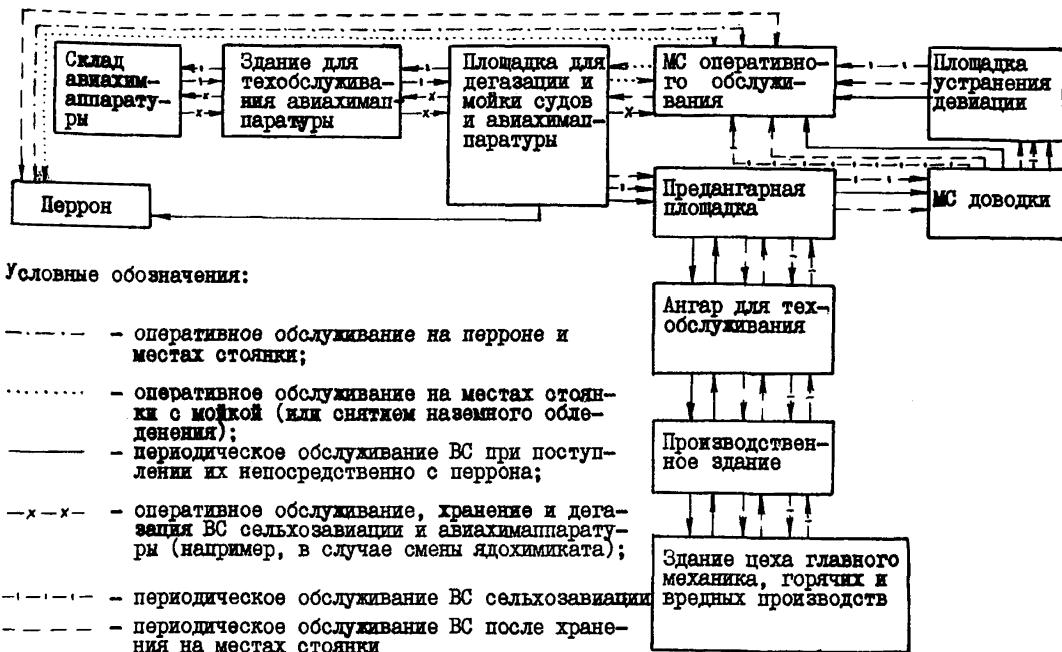 Склад
авиахим-
аппарату-
ры
Здание для
техобслужива-
ния авиахимап-
паратуры
Площадка для
дегазации и
мойки судов
и авиахимап-
паратуры
МС оперативно-
го обслужи-
вания
Площадка
устранения
девиации
Перрон
Предангарная
площадка
МС доводки
Ангар для тех-
обслуживания
Производствен-
ное здание
Здание цеха главного
механика, горячих и
вредных производств
Условные обозначения:
– оперативное обслуживание на перроне и
местах стоянки;
– оперативное обслуживание на местах стоян-
ки с мойкой (или снятием наземного обле-
денения);
– периодическое обслуживание ВС при поступ-
лении их непосредственно с перрона;
– оперативное обслуживание, хранение и дега-
зация ВС сельхозавиации и авиахимаппарату-
ры (например, в случае смены ядохимиката);
– периодическое обслуживание ВС сельхозавиации
– периодическое обслуживание ВС после хране-
ния на местах стоянки